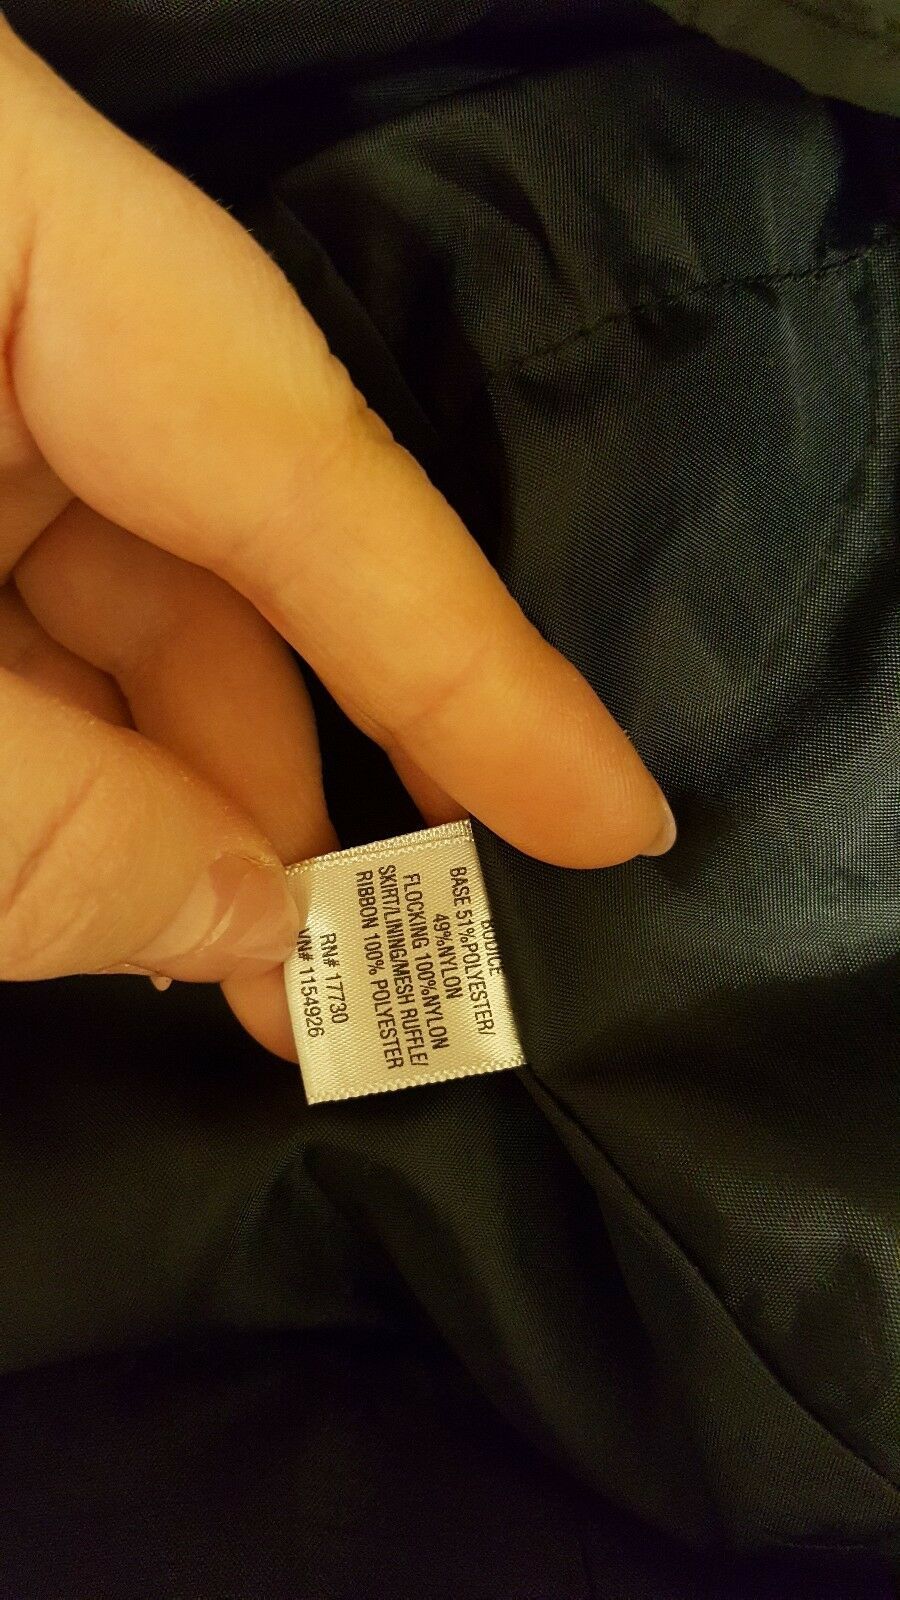 BODICE
BASE 51%POLYESTER/
49%NYLON
FLOCKING 100%NYLON
SKIRT/LINING/MESH RUFFLE/
RIBBON 100% POLYESTER
RN# 17730
VN# 1154926